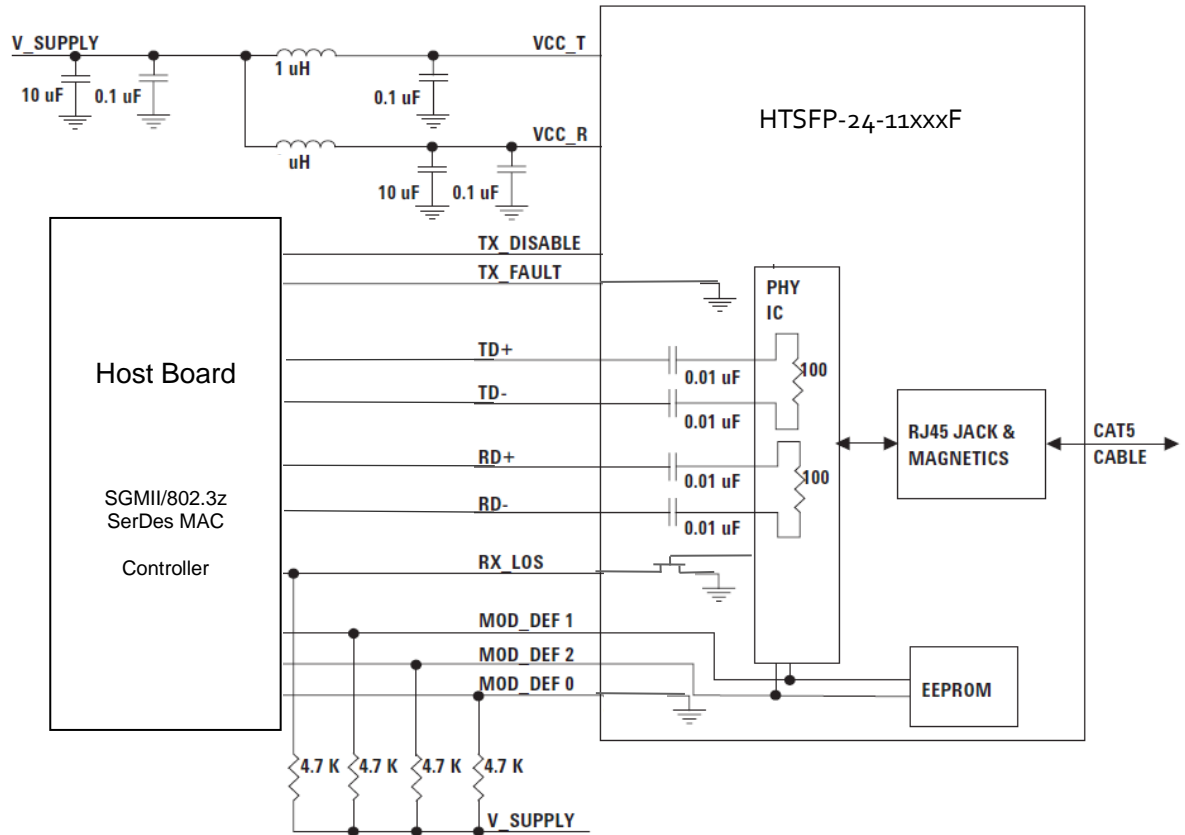 V_SUPPLY
10 uF
0.1 uF
1 uH
0.1 uF
VCC_T
uH
10 uF
0.1 uF
VCC_R
HTSFP-24-11xxxF
Host Board
SGMII/802.3z
SerDes MAC
Controller
TX_DISABLE
TX_FAULT
TD+
0.01 uF
TD-
0.01 uF
RD+
0.01 uF
RD-
0.01 uF
RX_LOS
MOD_DEF 1
MOD_DEF 2
MOD_DEF 0
PHY
IC
100
100
RJ45 JACK &
MAGNETICS
CAT5
CABLE
EEPROM
4.7 K
4.7 K
4.7 K
4.7 K
V_SUPPLY